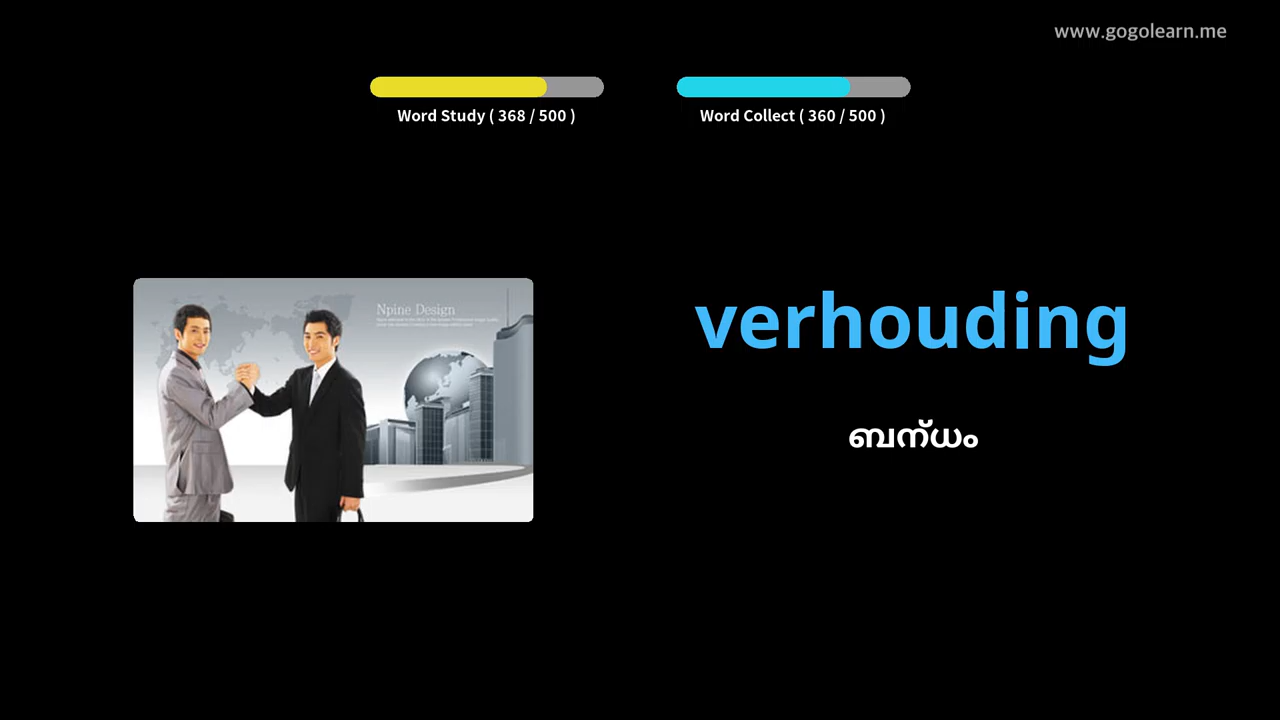 www.gogolearn.me
Word Study ( 368 / 500 )
Word Collect ( 360 / 500 )
Npine Design
verhouding
ബന്ധം